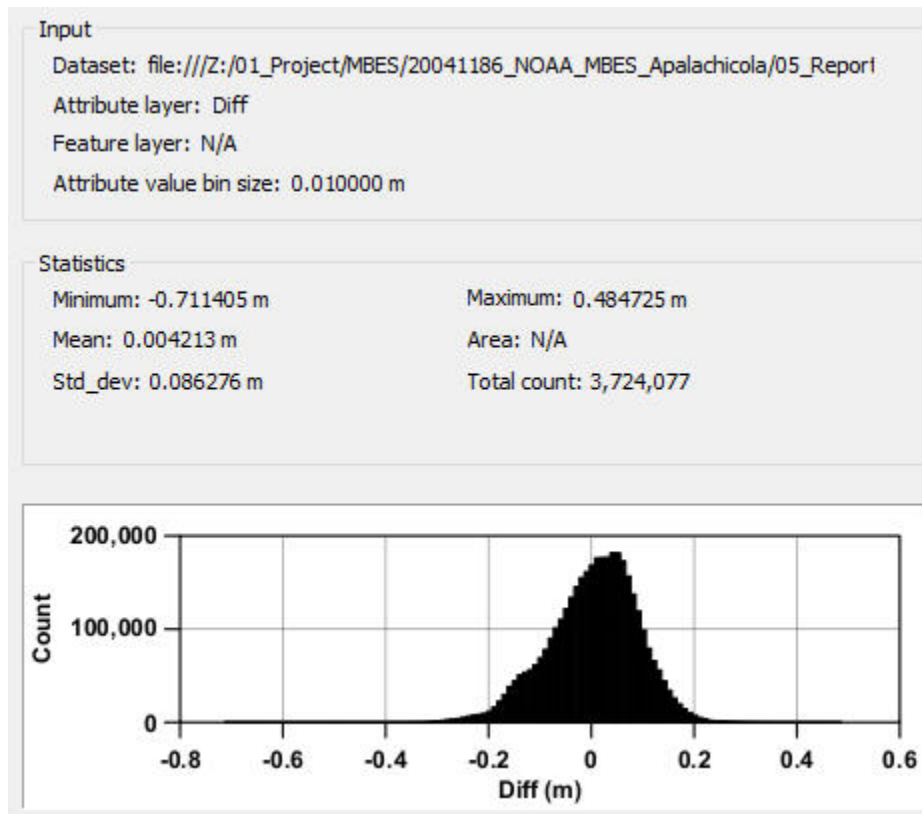 Input
Dataset: file:///Z:/01_Project/MBES/20041186_NOAA_MBES_Apalachicola/05_Report
Attribute layer: Diff
Feature layer: N/A
Attribute value bin size: 0.010000 m
Statistics
Minimum: -0.711405 m Maximum: 0.484725 m
Mean: 0.004213 m Area: N/A
Std_dev: 0.086276 m Total count: 3,724,077
200,000
100,000
0
Count
-0.8 -0.6 -0.4 -0.2 0 0.2 0.4 0.6
Diff (m)